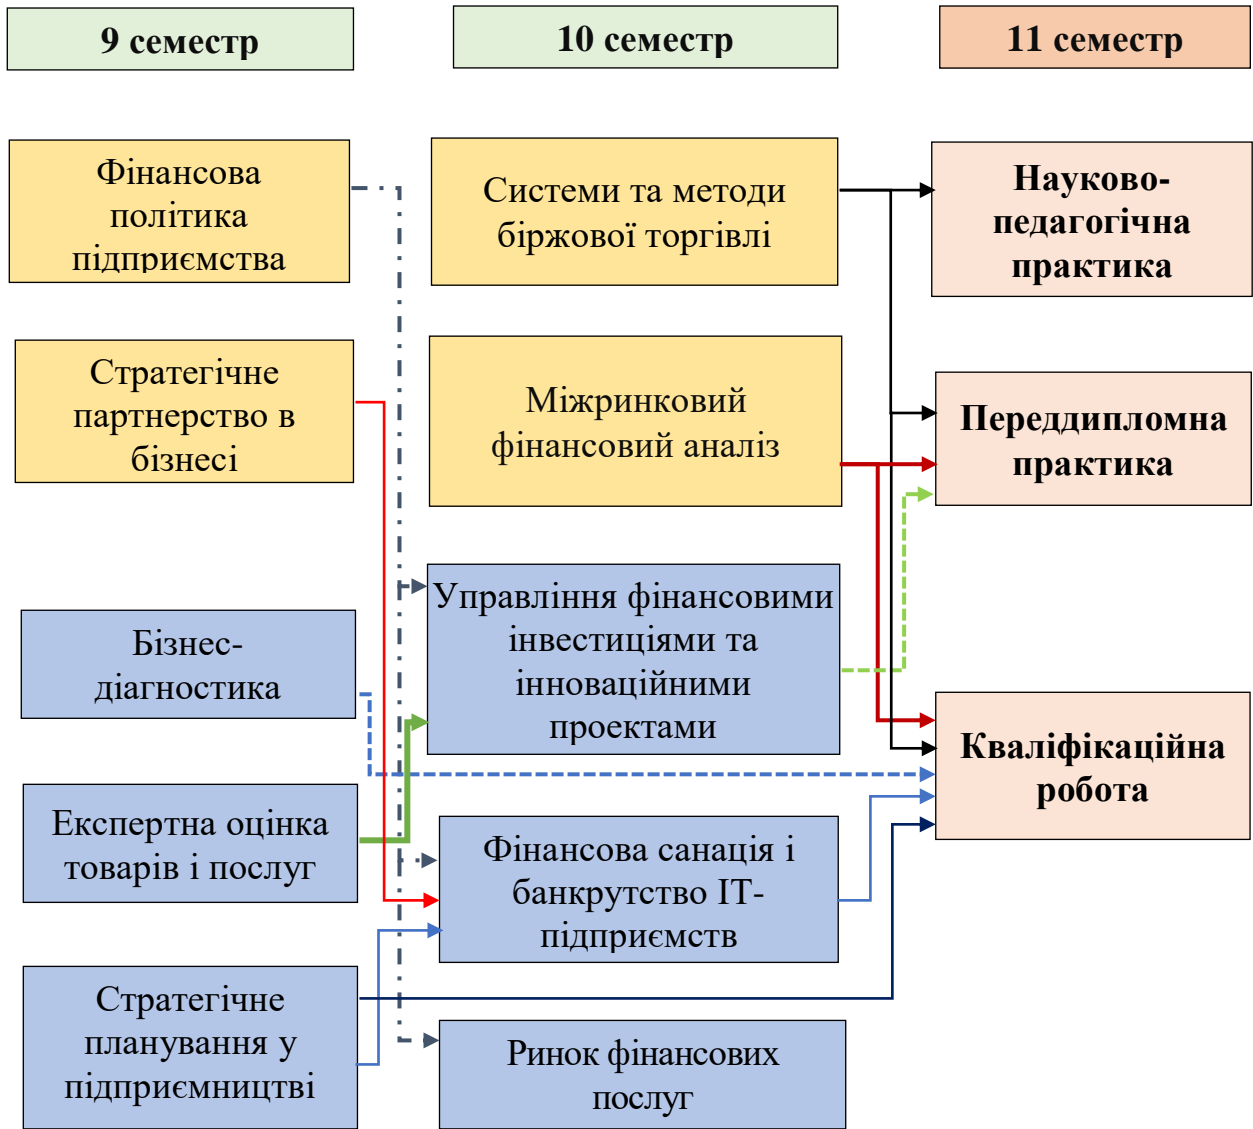 9 семестр
10 семестр
11 семестр
Фінансова
політика
підприємства
Системи та методи
біржової торгівлі
Науково-
педагогічна
практика
Стратегічне
партнерство в
бізнесі
Міжринковий
фінансовий аналіз
Переддипломна
практика
Бізнес-
діагностика
Управління фінансовими
інвестиціями та
інноваційними
проектами
Кваліфікаційна
робота
Експертна оцінка
товарів і послуг
Фінансова санація і
банкрутство ІТ-
підприємств
Стратегічне
планування у
підприємництві
Ринок фінансових
послуг